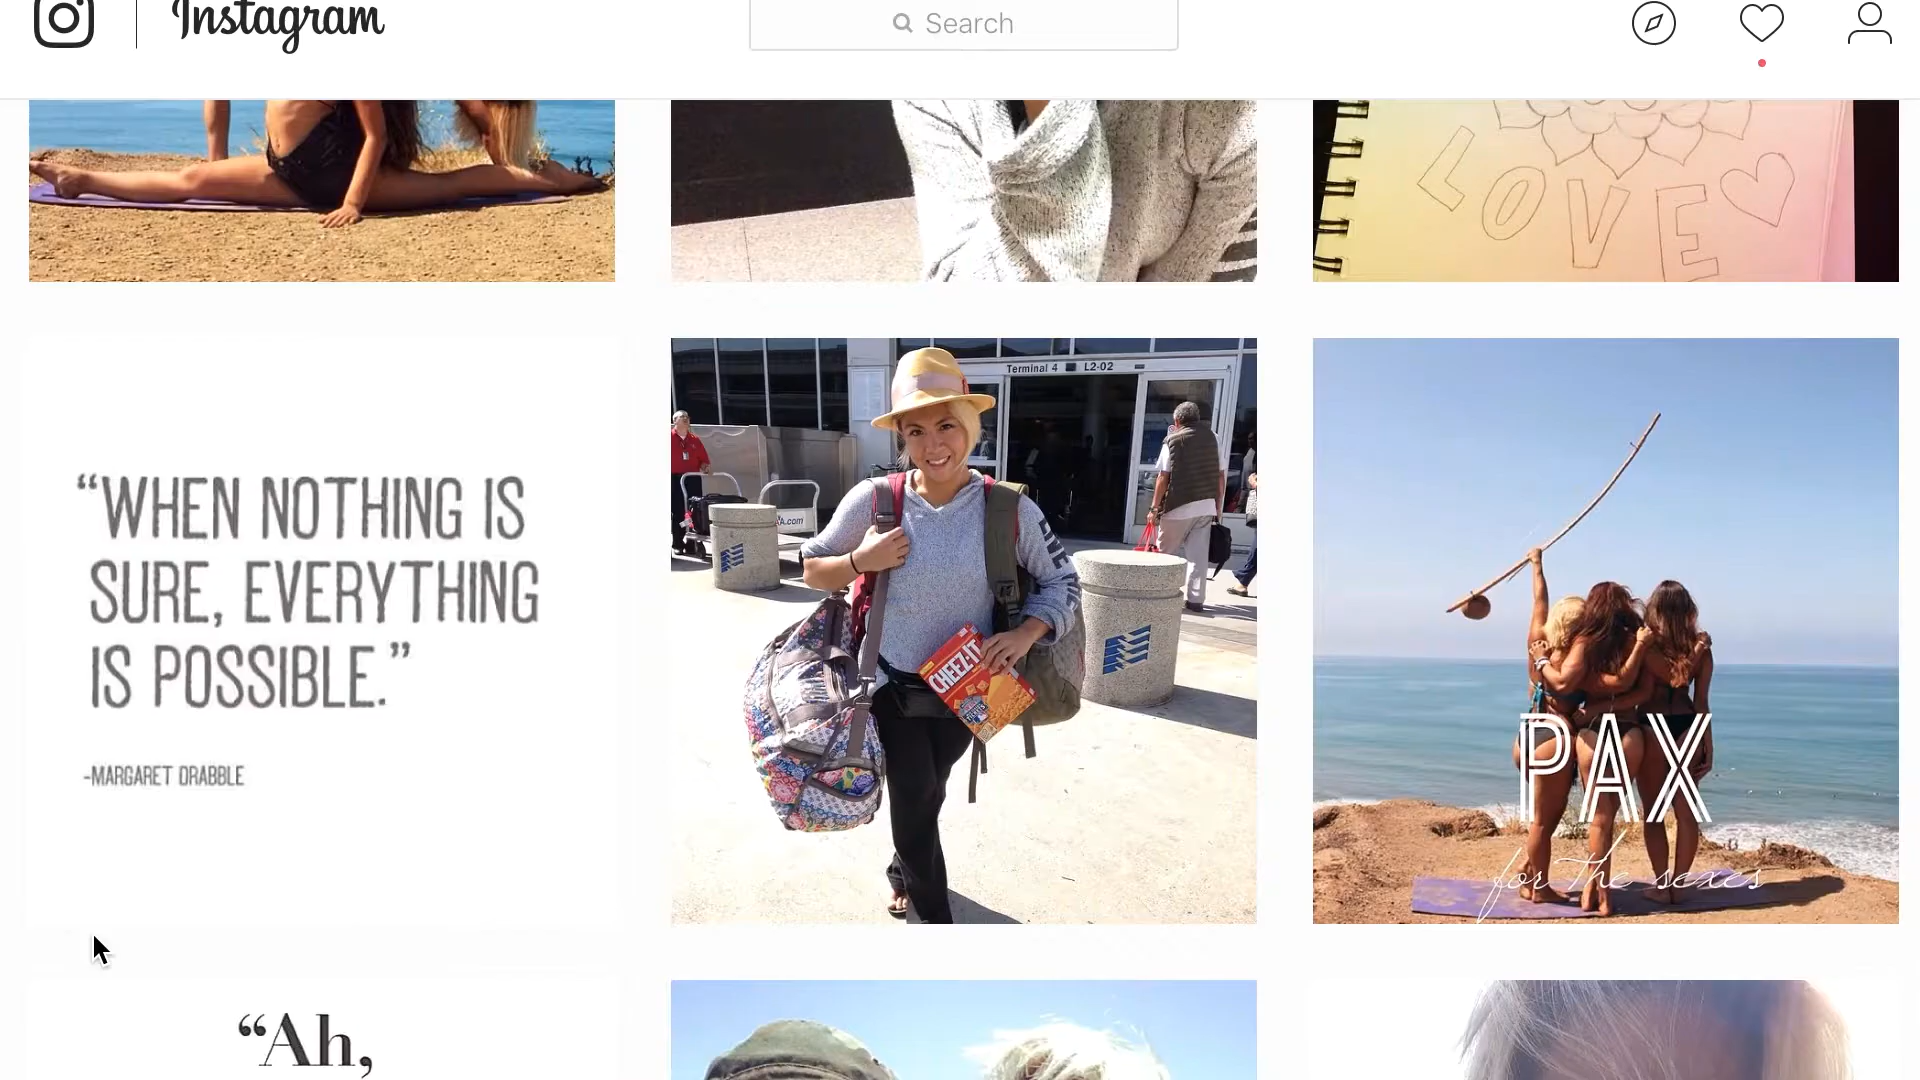 Instagram
Search
LOVE
“WHEN NOTHING IS
SURE, EVERYTHING
IS POSSIBLE.”
-MARGARET DRABBLE
Terminal 4 L2-02
A.com
CHEEZ-IT
PAX
for the sexes
“Ah,